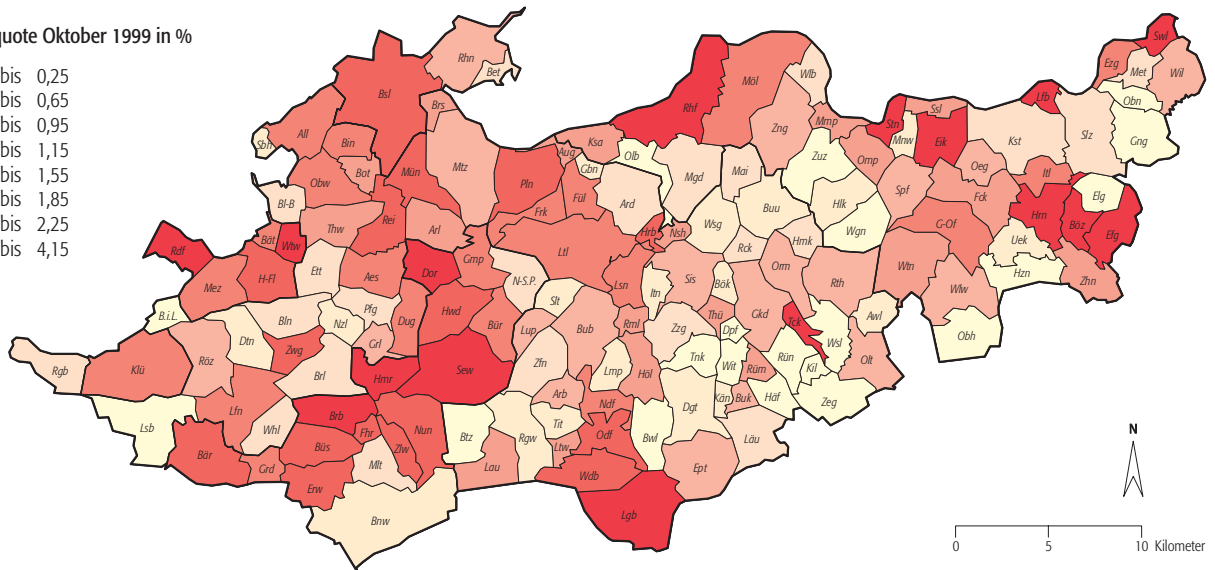 quote Oktober 1999 in %
bis 0,25
bis 0,65
bis 0,95
bis 1,15
bis 1,55
bis 1,85
bis 2,25
bis 4,15
Rhn
Bet
Bsl
Brs
All
Sbh
Bin
Bot
Obw
Mün
Mtz
Bl-B
Thw
Rei
Arl
Rdf
Bät
Wtw
Mez
H-Fl
Ett
Aes
Dor
Gmp
B.i.L.
Bln
Nzl
Pfg
Grl
Dug
Hwd
Bür
Rgb
Klü
Röz
Dtn
Zwg
Brl
Hmr
Sew
Lsb
Lfn
Whl
Brb
Fhr
Nun
Bär
Grd
Büs
Zlw
Mlt
Erw
Bnw
Btz
Lau
Rhf
Möl
Wlb
Zng
Mmp
Ksa
Aug
Gbn
Olb
Pln
Fül
Frk
Ard
Mgd
Mai
Zuz
Omp
Hlk
Buu
Wgn
Wsg
Hrb
Nsh
Ltl
Rck
Hmk
N-S.P.
Lsn
Itn
Sis
Bök
Orm
Rth
Slt
Lup
Bub
Rml
Zzg
Thü
Gkd
Tck
Dpf
Wsl
Awl
Zfn
Lmp
Höl
Tnk
Wit
Rüm
Rün
Kil
Olt
Arb
Ndf
Dgt
Kän
Buk
Häf
Zeg
Rgw
Tit
Ltw
Odf
Bwl
Läu
Wdb
Ept
Lgb
Stn
Mnw
Ssl
Eik
Lfb
Kst
Slz
Swl
Ezg
Met
Wil
Obn
Gng
Oeg
Spf
Fck
Itl
Elg
G-Of
Hrn
Böz
Efg
Uek
Hzn
Zhn
Wtn
Wlw
Obh
N
0 5 10 Kilometer